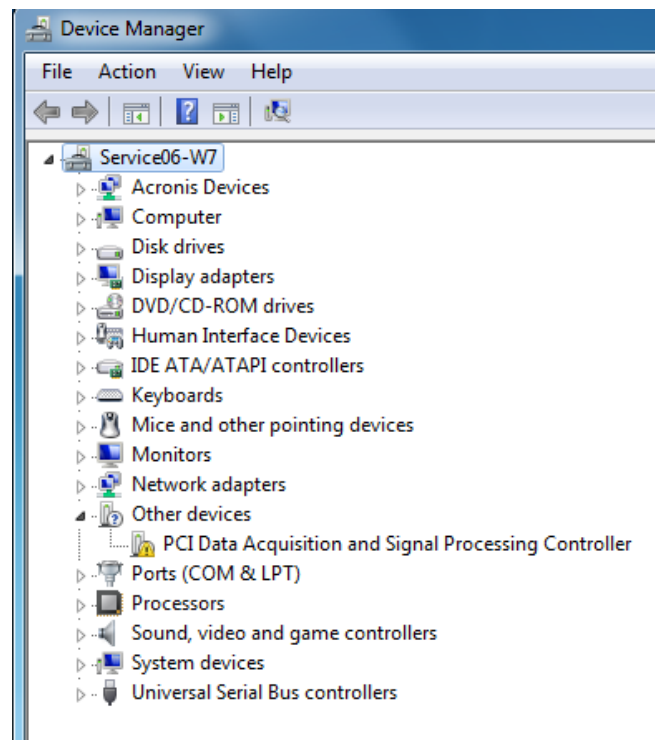 Device Manager
File Action View Help
Service06-W7
Acronis Devices
Computer
Disk drives
Display adapters
DVD/CD-ROM drives
Human Interface Devices
IDE ATA/ATAPI controllers
Keyboards
Mice and other pointing devices
Monitors
Network adapters
Other devices
PCI Data Acquisition and Signal Processing Controller
Ports (COM & LPT)
Processors
Sound, video and game controllers
System devices
Universal Serial Bus controllers